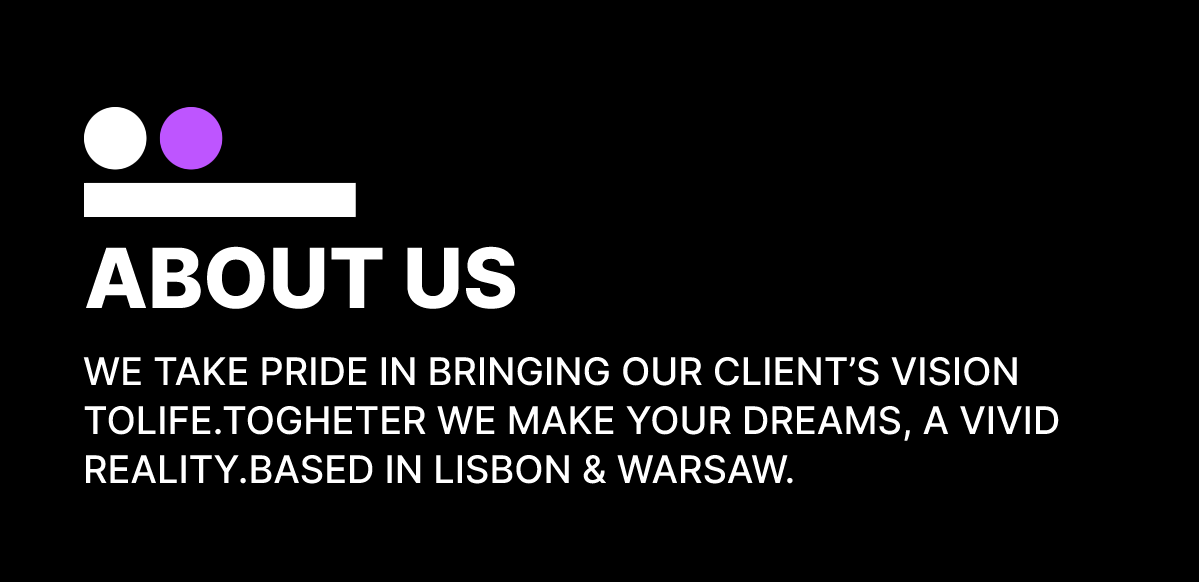 ABOUT US
WE TAKE PRIDE IN BRINGING OUR CLIENT’S VISION
TOLIFE.TOGHETER WE MAKE YOUR DREAMS, A VIVID
REALITY.BASED IN LISBON & WARSAW.